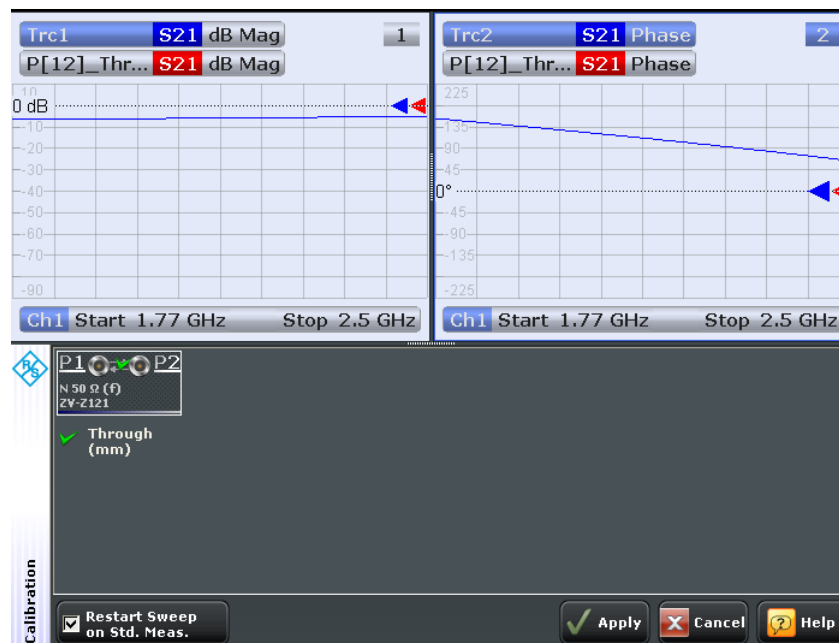 Trc1 S21 dB Mag 1
P[12]_Thr... S21 dB Mag
10
0 dB
-10
-20
-30
-40
-50
-60
-70
-90
Ch1 Start 1.77 GHz Stop 2.5 GHz
Trc2 S21 Phase 2
P[12]_Thr... S21 Phase
225
135
90
45
0°
-45
-90
-135
-225
Ch1 Start 1.77 GHz Stop 2.5 GHz
R&S
P1 P2
N 50 Ω (f)
ZV-Z121
Through
(mm)
Calibration
Restart Sweep
on Std. Meas.
Apply
Cancel
Help